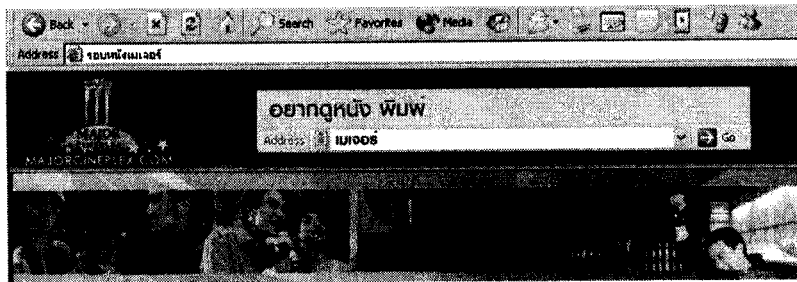 Back Search Favorites Media
Address รอบหนังเมเจอร์
อยากดูหนัง พิมพ์
Address เมเจอร์ Go
MAJOR
MAJORCINEPLEX.COM